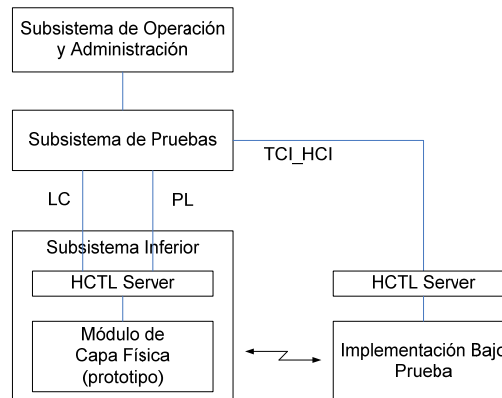 Subsistema de Operación
y Administración
Subsistema de Pruebas
TCI_HCI
LC
PL
Subsistema Inferior
HCTL Server
HCTL Server
Módulo de
Capa Física
(prototipo)
Implementación Bajo
Prueba